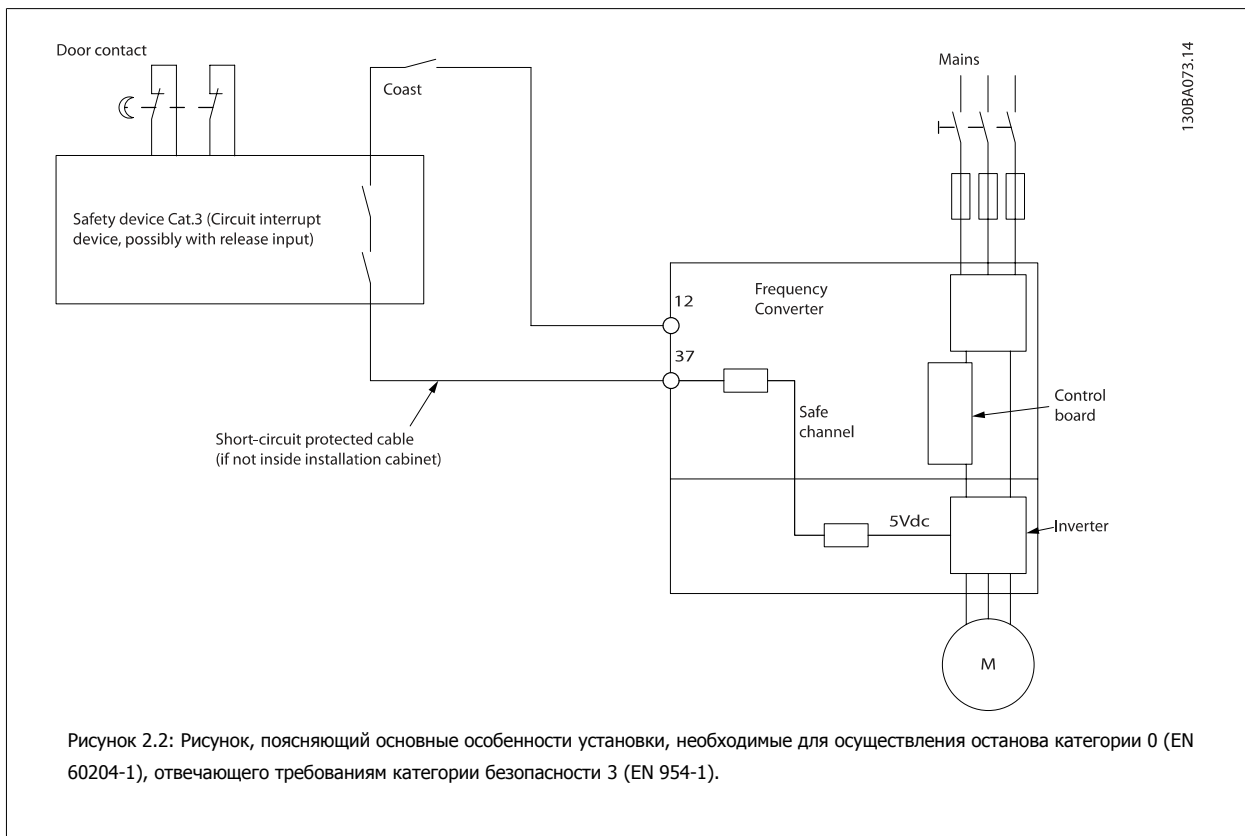 Door contact
Coast
Mains
130BA073.14
Safety device Cat.3 (Circuit interrupt
device, possibly with release input)
12
Frequency
Converter
37
Safe
channel
Control
board
Short-circuit protected cable
(if not inside installation cabinet)
5Vdc
Inverter
M
Рисунок 2.2: Рисунок, поясняющий основные особенности установки, необходимые для осуществления останова категории 0 (EN
60204-1), отвечающего требованиям категории безопасности 3 (EN 954-1).